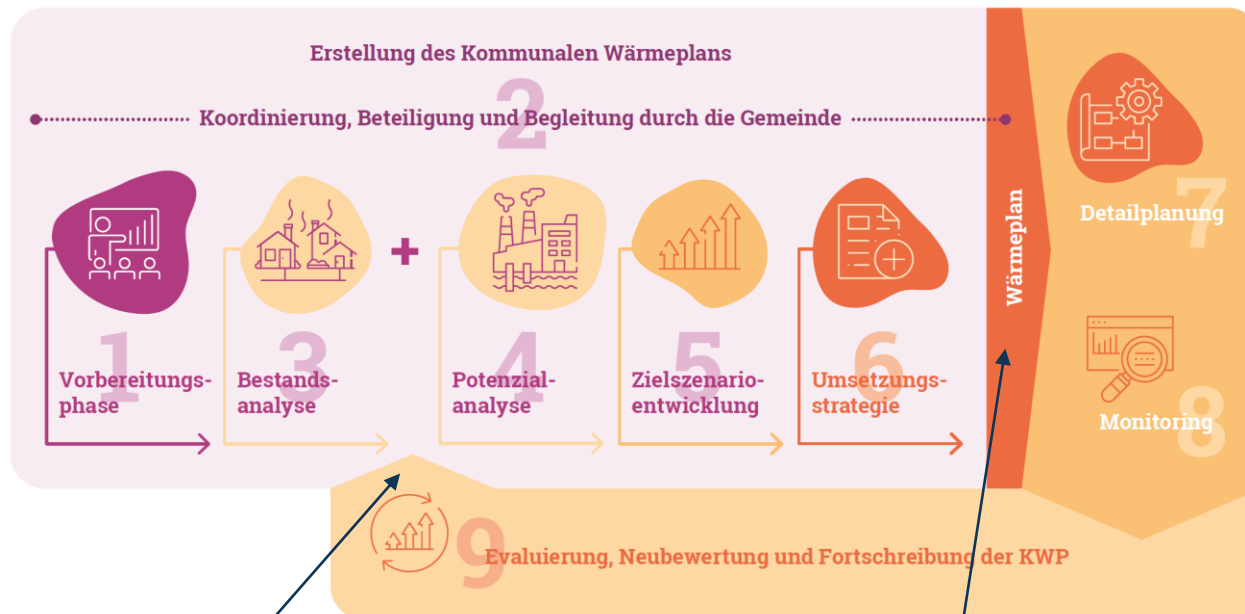 Erstellung des Kommunalen Wärmeplans
2
Koordinierung, Beteiligung und Begleitung durch die Gemeinde
1
Vorbereitungs-
phase
3
Bestands-
analyse
+
4
Potenzial-
analyse
5
Zielszenario-
entwicklung
6
Umsetzungs-
strategie
Wärmeplan
7
Detailplanung
8
Monitoring
9
Evaluierung, Neubewertung und Fortschreibung der KWP